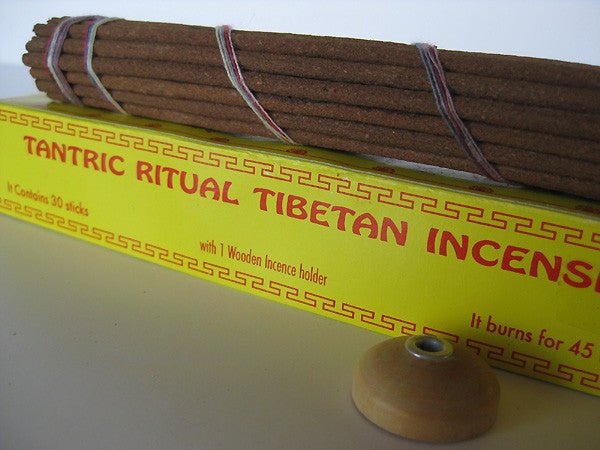 TANTRIC RITUAL TIBETAN INCENS
It Contains 30 sticks
with 1 Wooden Incence holder
It burns for 45